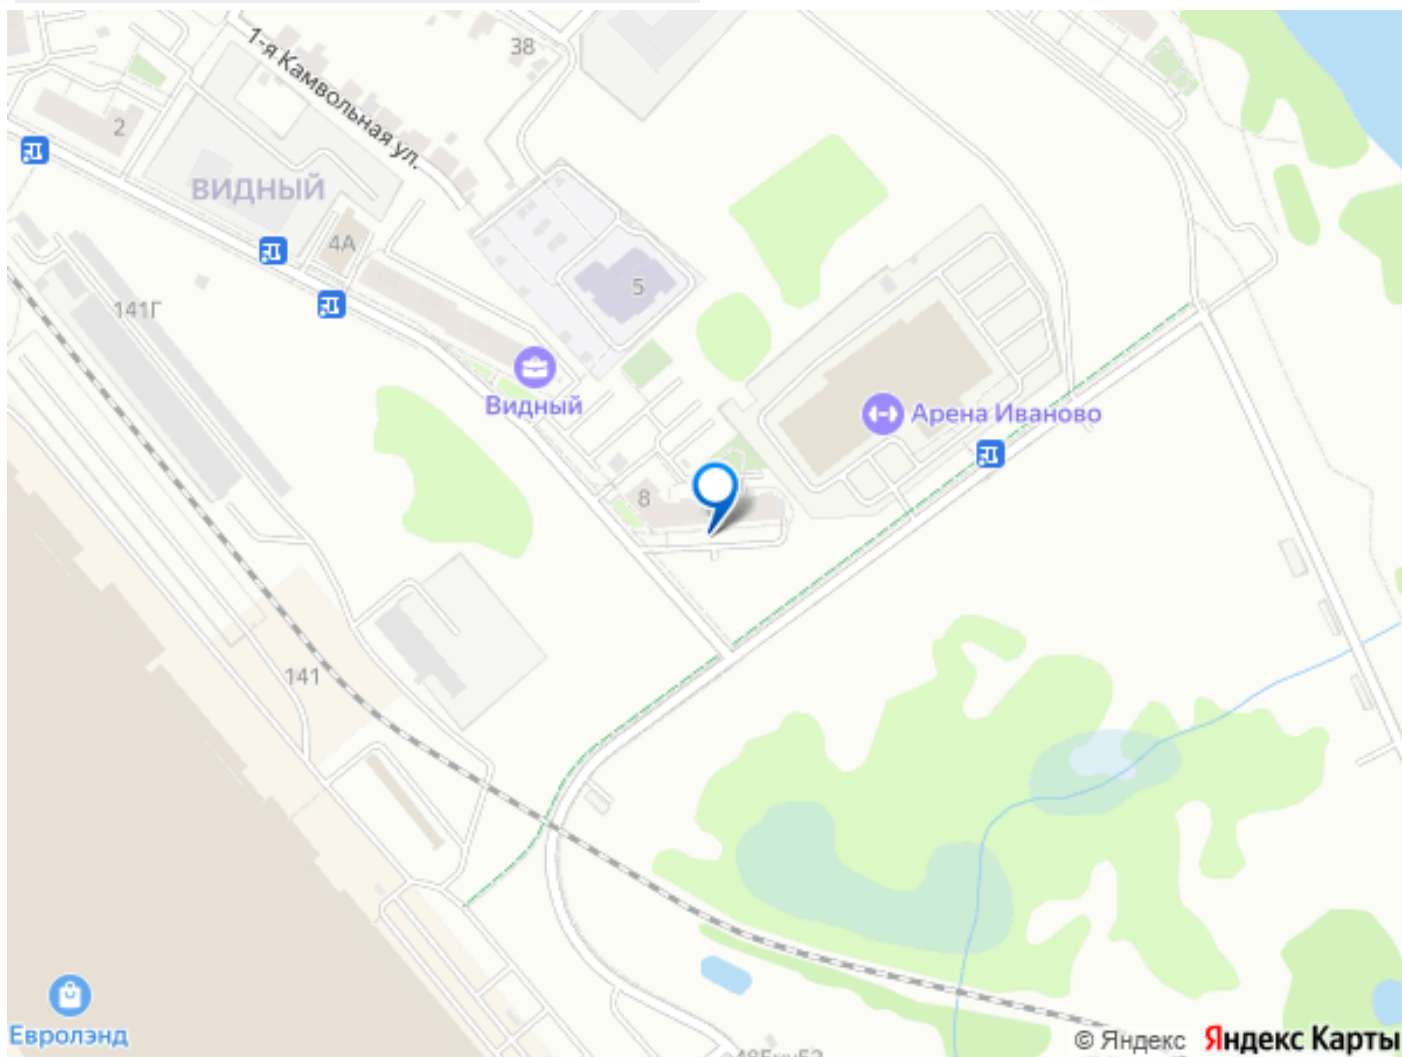 38
1-я Камвольная ул.
2
ВИДНЫЙ
4А
5
141Г
Видный
Арена Иваново
8
141
Евролэнд
© Яндекс Яндекс Карты